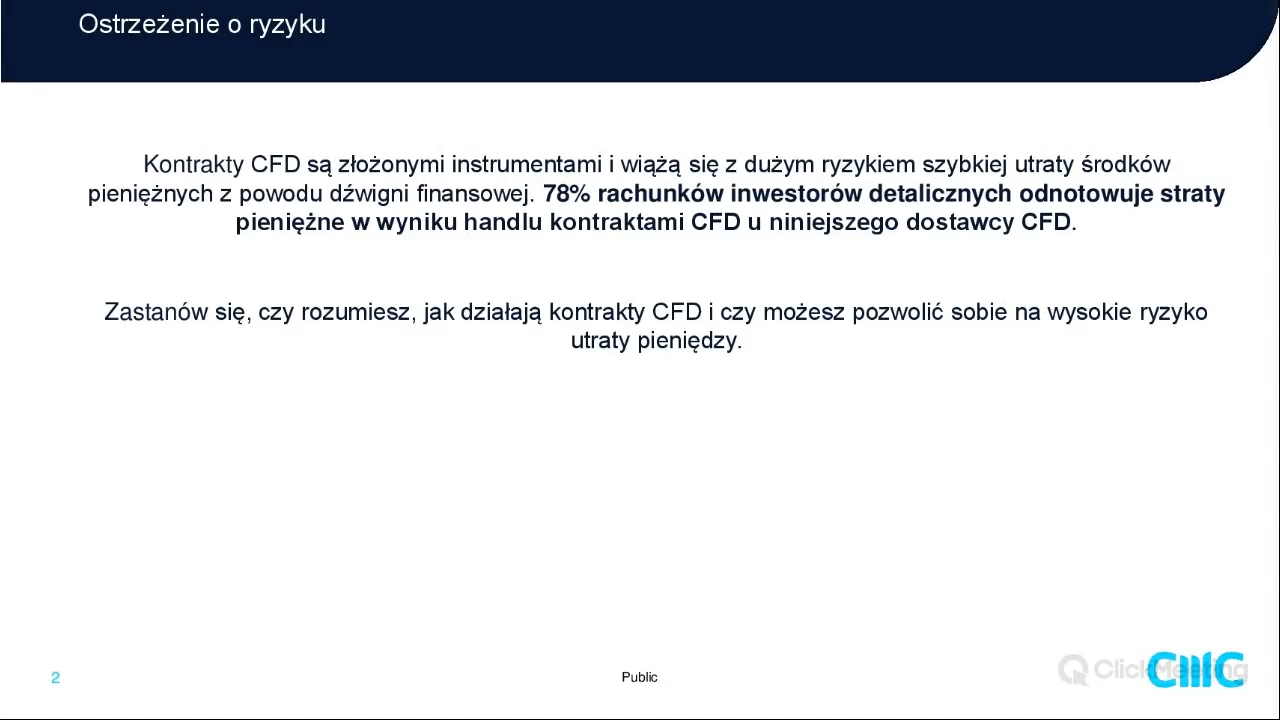 Ostrzeżenie o ryzyku
Kontrakty CFD są złożonymi instrumentami i wiążą się z dużym ryzykiem szybkiej utraty środków
pieniężnych z powodu dźwigni finansowej. 78% rachunków inwestorów detalicznych odnotowuje straty
pieniężne w wyniku handlu kontraktami CFD u niniejszego dostawcy CFD.
Zastanów się, czy rozumiesz, jak działają kontrakty CFD i czy możesz pozwolić sobie na wysokie ryzyko
utraty pieniędzy.
2
Public
ClickMeeting
CMC